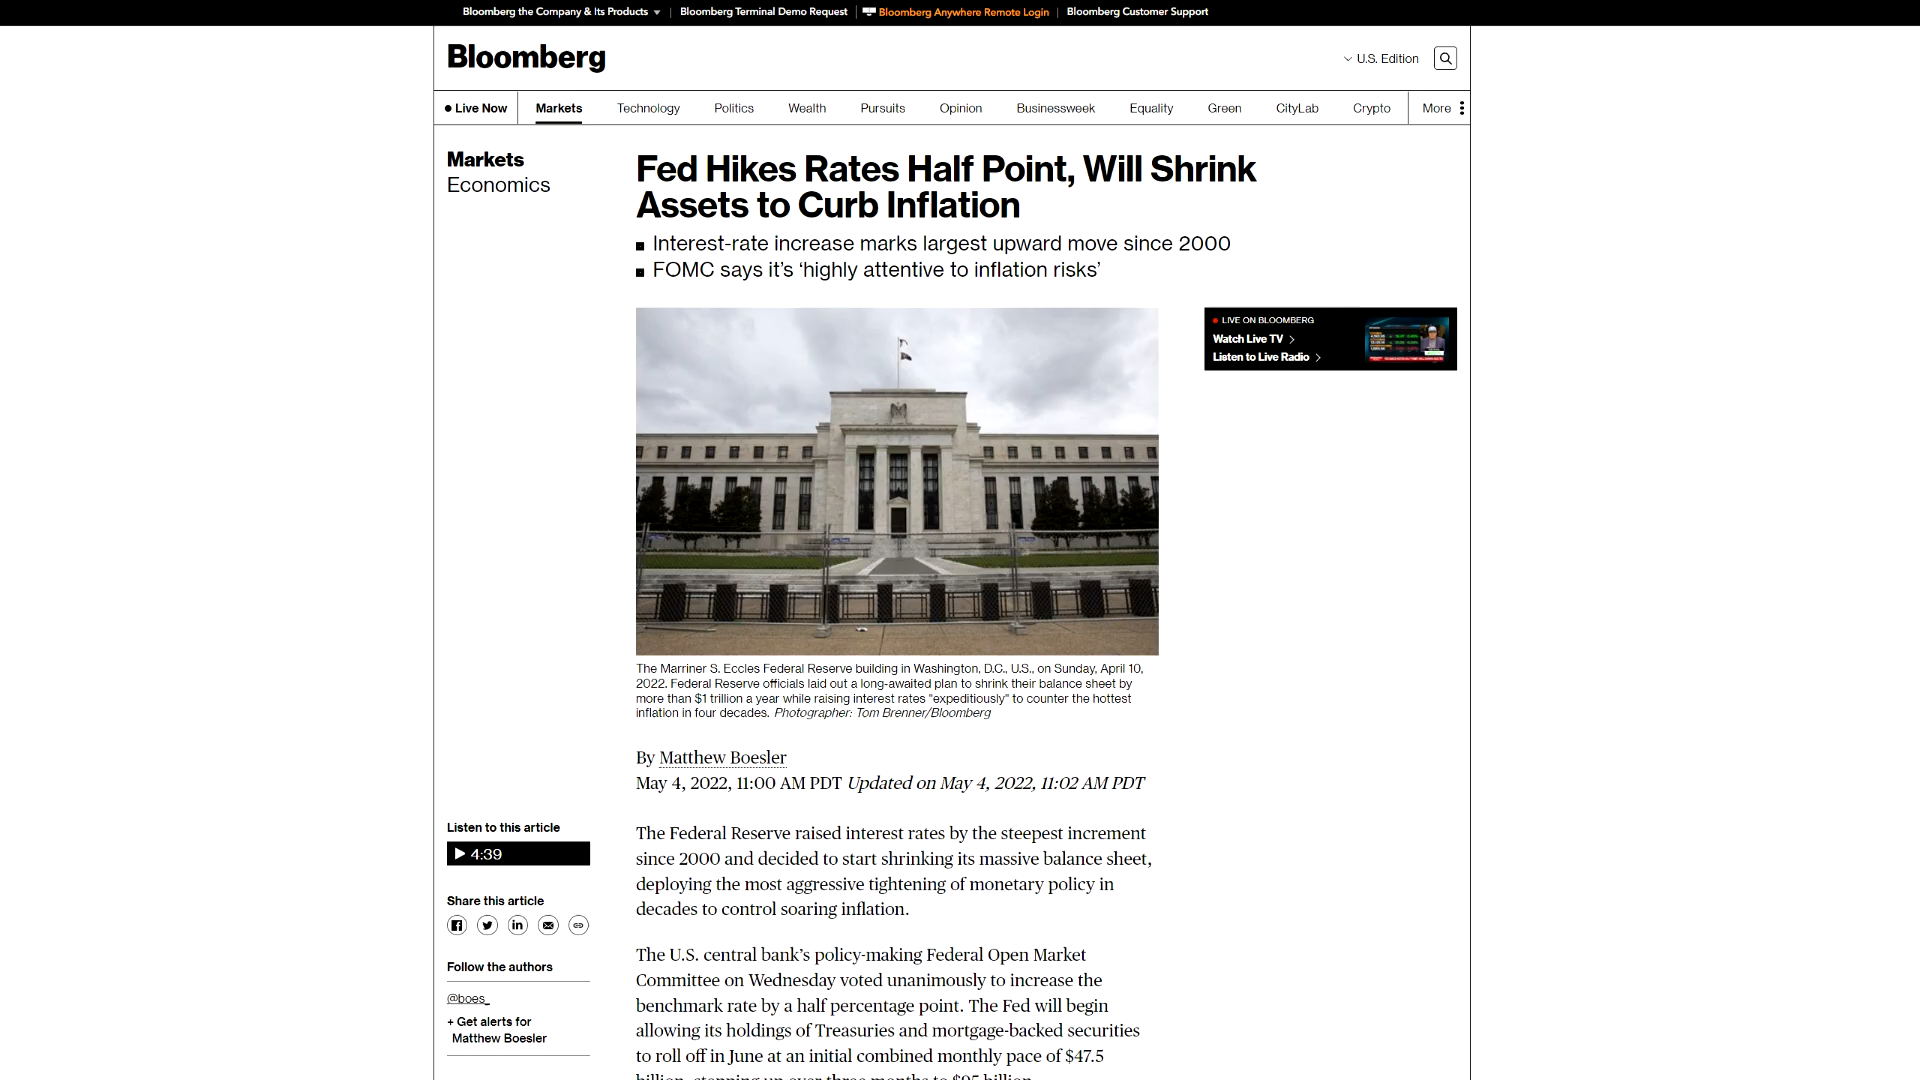 Bloomberg the Company & Its Products
Bloomberg Terminal Demo Request
Bloomberg Anywhere Remote Login
Bloomberg Customer Support
Bloomberg
U.S. Edition
Live Now
Markets
Technology
Politics
Wealth
Pursuits
Opinion
Businessweek
Equality
Green
CityLab
Crypto
More
Markets
Economics
Fed Hikes Rates Half Point, Will Shrink
Assets to Curb Inflation
Interest-rate increase marks largest upward move since 2000
FOMC says it’s ‘highly attentive to inflation risks’
LIVE ON BLOOMBERG
Watch Live TV
Listen to Live Radio
The Marriner S. Eccles Federal Reserve building in Washington, D.C., U.S., on Sunday, April 10,
2022. Federal Reserve officials laid out a long-awaited plan to shrink their balance sheet by
more than $1 trillion a year while raising interest rates "expeditiously" to counter the hottest
inflation in four decades. Photographer: Tom Brenner/Bloomberg
By Matthew Boesler
May 4, 2022, 11:00 AM PDT Updated on May 4, 2022, 11:02 AM PDT
Listen to this article
4:39
Share this article
Follow the authors
@boes_
+ Get alerts for
Matthew Boesler
The Federal Reserve raised interest rates by the steepest increment
since 2000 and decided to start shrinking its massive balance sheet,
deploying the most aggressive tightening of monetary policy in
decades to control soaring inflation.
The U.S. central bank’s policy-making Federal Open Market
Committee on Wednesday voted unanimously to increase the
benchmark rate by a half percentage point. The Fed will begin
allowing its holdings of Treasuries and mortgage-backed securities
to roll off in June at an initial combined monthly pace of $47.5
billion, stepping up over three months to $95 billion.